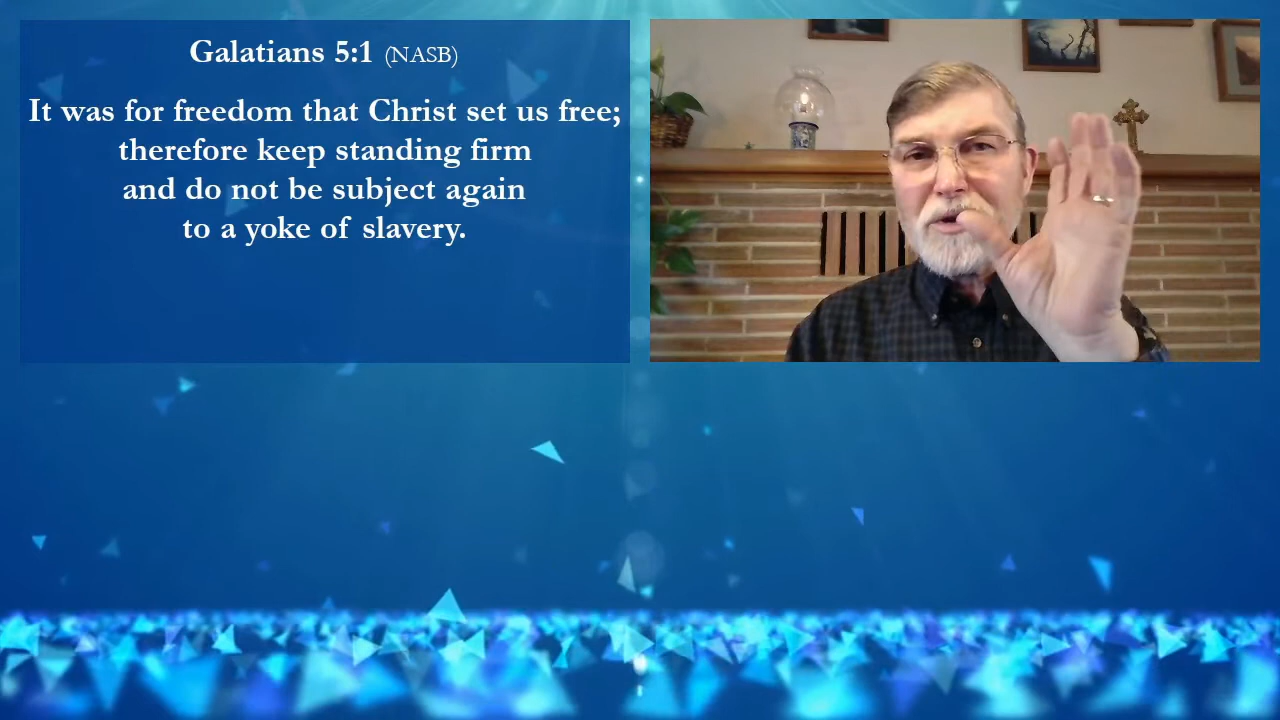 Galatians 5:1 (NASB)
It was for freedom that Christ set us free;
therefore keep standing firm
and do not be subject again
to a yoke of slavery.